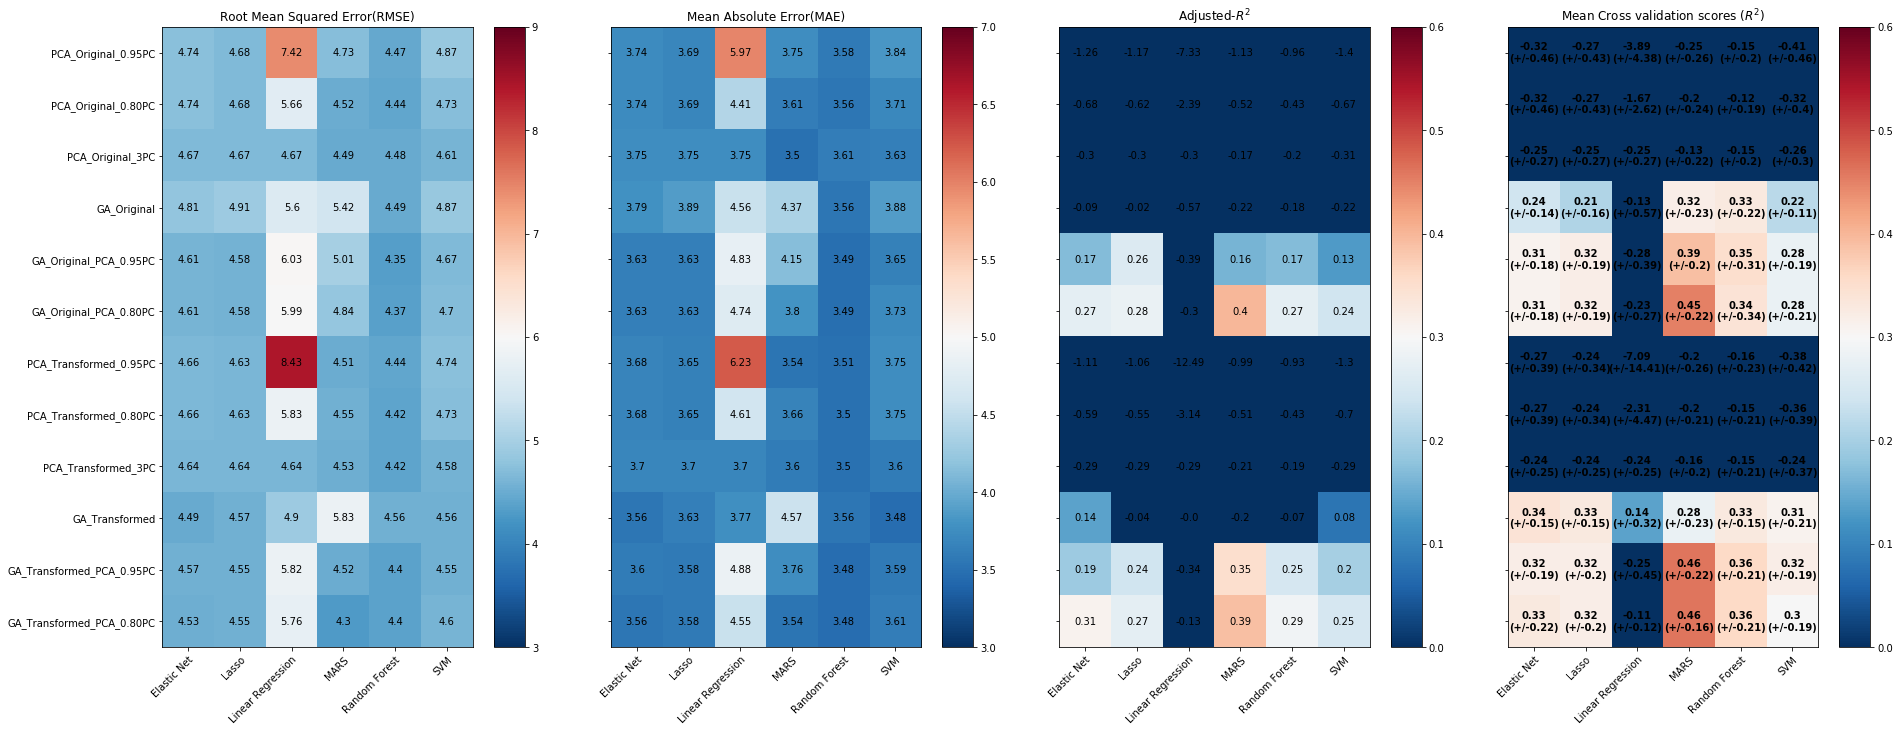 Root Mean Squared Error(RMSE)
PCA_Original_0.95PC 4.74 4.68 7.42 4.73 4.47 4.87
PCA_Original_0.80PC 4.74 4.68 5.66 4.52 4.44 4.73
PCA_Original_3PC 4.67 4.67 4.67 4.49 4.48 4.61
GA_Original 4.81 4.91 5.6 5.42 4.49 4.87
GA_Original_PCA_0.95PC 4.61 4.58 6.03 5.01 4.35 4.67
GA_Original_PCA_0.80PC 4.61 4.58 5.99 4.84 4.37 4.7
PCA_Transformed_0.95PC 4.66 4.63 8.43 4.51 4.44 4.74
PCA_Transformed_0.80PC 4.66 4.63 5.83 4.55 4.42 4.73
PCA_Transformed_3PC 4.64 4.64 4.64 4.53 4.42 4.58
GA_Transformed 4.49 4.57 4.9 5.83 4.56 4.56
GA_Transformed_PCA_0.95PC 4.57 4.55 5.82 4.52 4.4 4.55
GA_Transformed_PCA_0.80PC 4.53 4.55 5.76 4.3 4.4 4.6
Elastic Net Lasso Linear Regression MARS Random Forest SVM
9
8
7
6
5
4
3
Mean Absolute Error(MAE)
3.74 3.69 5.97 3.75 3.58 3.84
3.74 3.69 4.41 3.61 3.56 3.71
3.75 3.75 3.75 3.5 3.61 3.63
3.79 3.89 4.56 4.37 3.56 3.88
3.63 3.63 4.83 4.15 3.49 3.65
3.63 3.63 4.74 3.8 3.49 3.73
3.68 3.65 6.23 3.54 3.51 3.75
3.68 3.65 4.61 3.66 3.5 3.75
3.7 3.7 3.7 3.6 3.5 3.6
3.56 3.63 3.77 4.57 3.56 3.48
3.6 3.58 4.88 3.76 3.48 3.59
3.56 3.58 4.55 3.54 3.48 3.61
Elastic Net Lasso Linear Regression MARS Random Forest SVM
7.0
6.5
6.0
5.5
5.0
4.5
4.0
3.5
3.0
Adjusted-R²
-1.26 -1.17 -7.33 -1.13 -0.96 -1.4
-0.68 -0.62 -2.39 -0.52 -0.43 -0.67
-0.3 -0.3 -0.3 -0.17 -0.2 -0.31
-0.09 -0.02 -0.57 -0.22 -0.18 -0.22
0.17 0.26 -0.39 0.16 0.17 0.13
0.27 0.28 -0.3 0.4 0.27 0.24
-1.11 -1.06 -12.49 -0.99 -0.93 -1.3
-0.59 -0.55 -3.14 -0.51 -0.43 -0.7
-0.29 -0.29 -0.29 -0.21 -0.19 -0.29
0.14 -0.04 -0.0 -0.2 -0.07 0.08
0.19 0.24 -0.34 0.35 0.25 0.2
0.31 0.27 -0.13 0.39 0.29 0.25
Elastic Net Lasso Linear Regression MARS Random Forest SVM
0.6
0.5
0.4
0.3
0.2
0.1
0.0
Mean Cross validation scores (R²)
-0.32 -0.27 -3.89 -0.25 -0.15 -0.41
(+/-0.46) (+/-0.43) (+/-4.38) (+/-0.26) (+/-0.2) (+/-0.46)
-0.32 -0.27 -1.67 -0.2 -0.12 -0.32
(+/-0.46) (+/-0.43) (+/-2.62) (+/-0.24) (+/-0.19) (+/-0.4)
-0.25 -0.25 -0.25 -0.13 -0.15 -0.26
(+/-0.27) (+/-0.27) (+/-0.27) (+/-0.22) (+/-0.2) (+/-0.3)
0.24 0.21 -0.13 0.32 0.33 0.22
(+/-0.14) (+/-0.16) (+/-0.57) (+/-0.23) (+/-0.22) (+/-0.11)
0.31 0.32 -0.28 0.39 0.35 0.28
(+/-0.18) (+/-0.19) (+/-0.39) (+/-0.2) (+/-0.31) (+/-0.19)
0.31 0.32 -0.23 0.45 0.34 0.28
(+/-0.18) (+/-0.19) (+/-0.27) (+/-0.22) (+/-0.34) (+/-0.21)
-0.27 -0.24 -7.09 -0.2 -0.16 -0.38
(+/-0.39) (+/-0.34) (+/-14.41) (+/-0.26) (+/-0.23) (+/-0.42)
-0.27 -0.24 -2.31 -0.2 -0.15 -0.36
(+/-0.39) (+/-0.34) (+/-4.47) (+/-0.21) (+/-0.21) (+/-0.39)
-0.24 -0.24 -0.24 -0.16 -0.15 -0.24
(+/-0.25) (+/-0.25) (+/-0.25) (+/-0.2) (+/-0.21) (+/-0.37)
0.34 0.33 0.14 0.28 0.33 0.31
(+/-0.15) (+/-0.15) (+/-0.32) (+/-0.23) (+/-0.15) (+/-0.21)
0.32 0.32 -0.25 0.46 0.36 0.32
(+/-0.19) (+/-0.2) (+/-0.45) (+/-0.22) (+/-0.21) (+/-0.19)
0.33 0.32 -0.11 0.46 0.36 0.3
(+/-0.22) (+/-0.2) (+/-0.12) (+/-0.16) (+/-0.21) (+/-0.19)
Elastic Net Lasso Linear Regression MARS Random Forest SVM
0.6
0.5
0.4
0.3
0.2
0.1
0.0